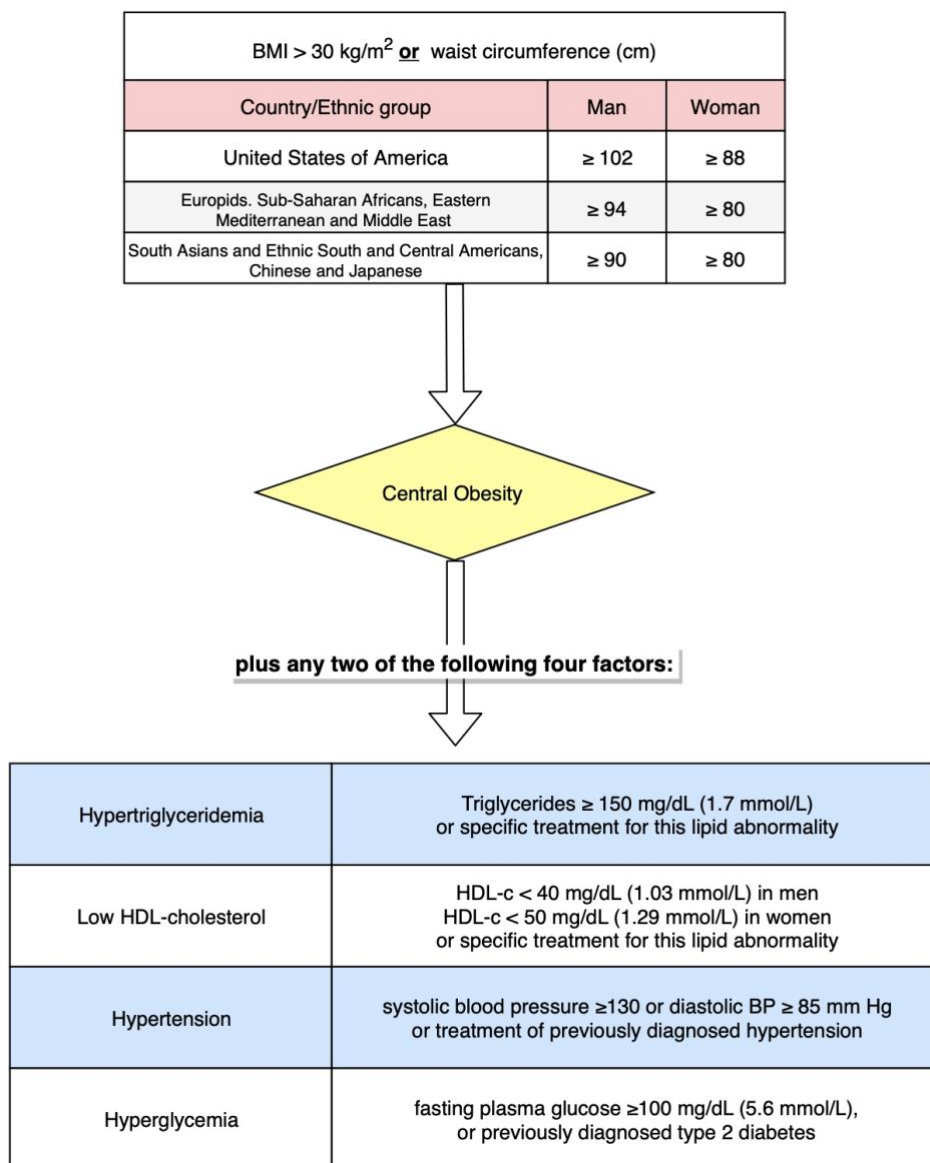 BMI > 30 kg/m² or waist circumference (cm)
Country/Ethnic group Man Woman
United States of America ≥ 102 ≥ 88
Europids. Sub-Saharan Africans, Eastern
Mediterranean and Middle East ≥ 94 ≥ 80
South Asians and Ethnic South and Central Americans,
Chinese and Japanese ≥ 90 ≥ 80
Central Obesity
plus any two of the following four factors:
Hypertriglyceridemia
Triglycerides ≥ 150 mg/dL (1.7 mmol/L)
or specific treatment for this lipid abnormality
Low HDL-cholesterol
HDL-c < 40 mg/dL (1.03 mmol/L) in men
HDL-c < 50 mg/dL (1.29 mmol/L) in women
or specific treatment for this lipid abnormality
Hypertension
systolic blood pressure ≥130 or diastolic BP ≥ 85 mm Hg
or treatment of previously diagnosed hypertension
Hyperglycemia
fasting plasma glucose ≥100 mg/dL (5.6 mmol/L),
or previously diagnosed type 2 diabetes